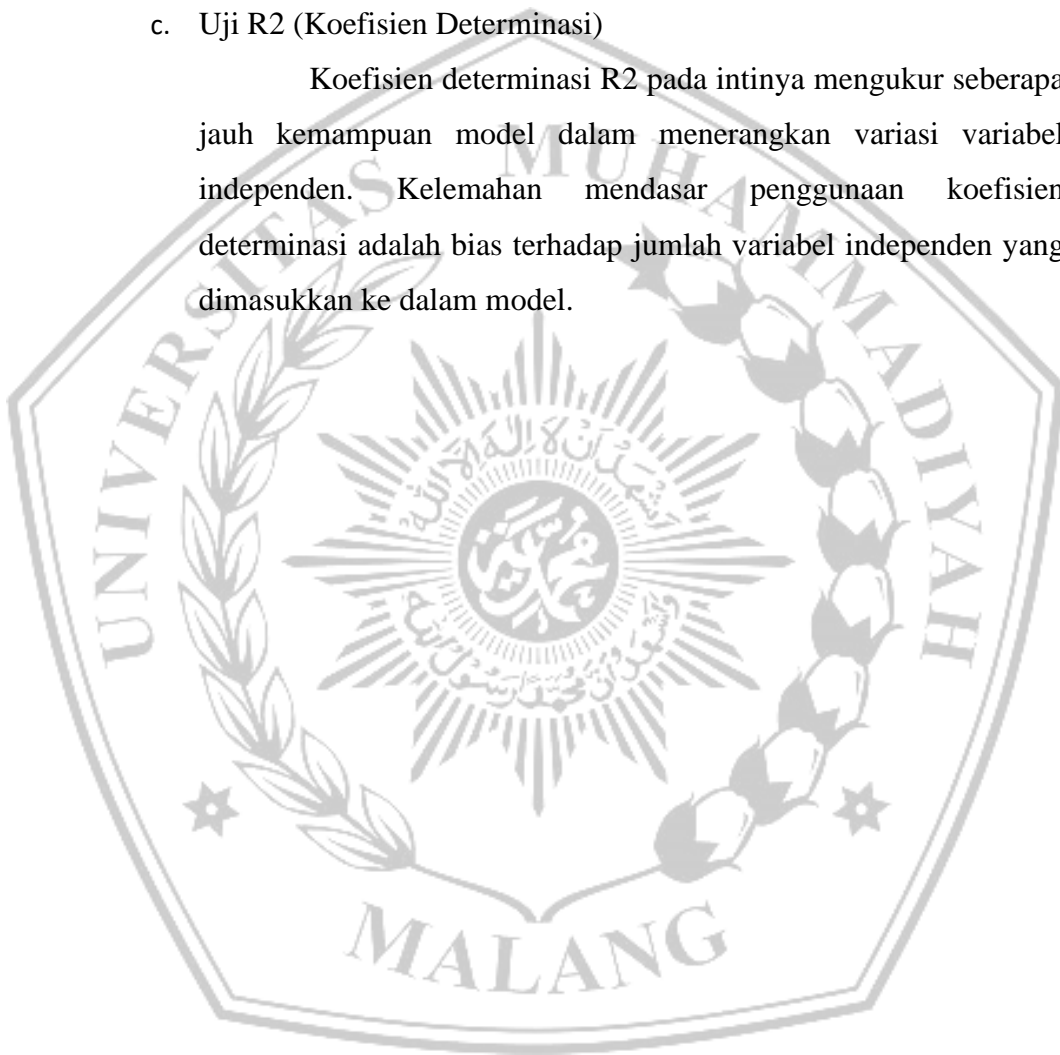 c. Uji R2 (Koefisien Determinasi)
Koefisien determinasi R2 pada intinya mengukur seberapa
jauh kemampuan model dalam menerangkan variasi variabel
independen. Kelemahan mendasar penggunaan koefisien
determinasi adalah bias terhadap jumlah variabel independen yang
dimasukkan ke dalam model.
UNIVERSITAS MUHAMMADIYAH
MALANG